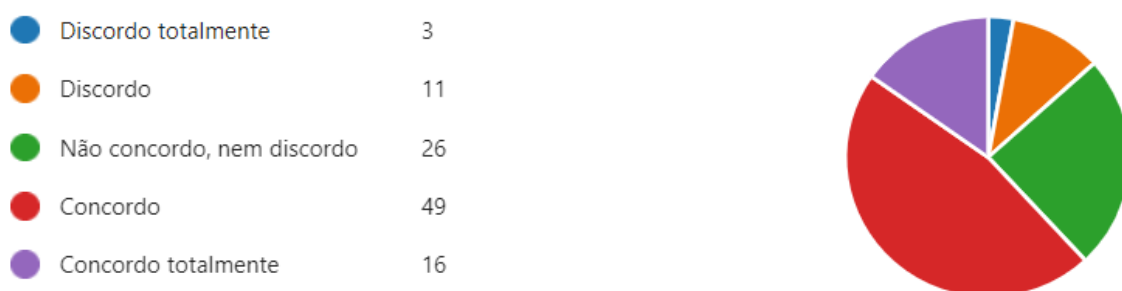 Discordo totalmente 3
Discordo 11
Não concordo, nem discordo 26
Concordo 49
Concordo totalmente 16